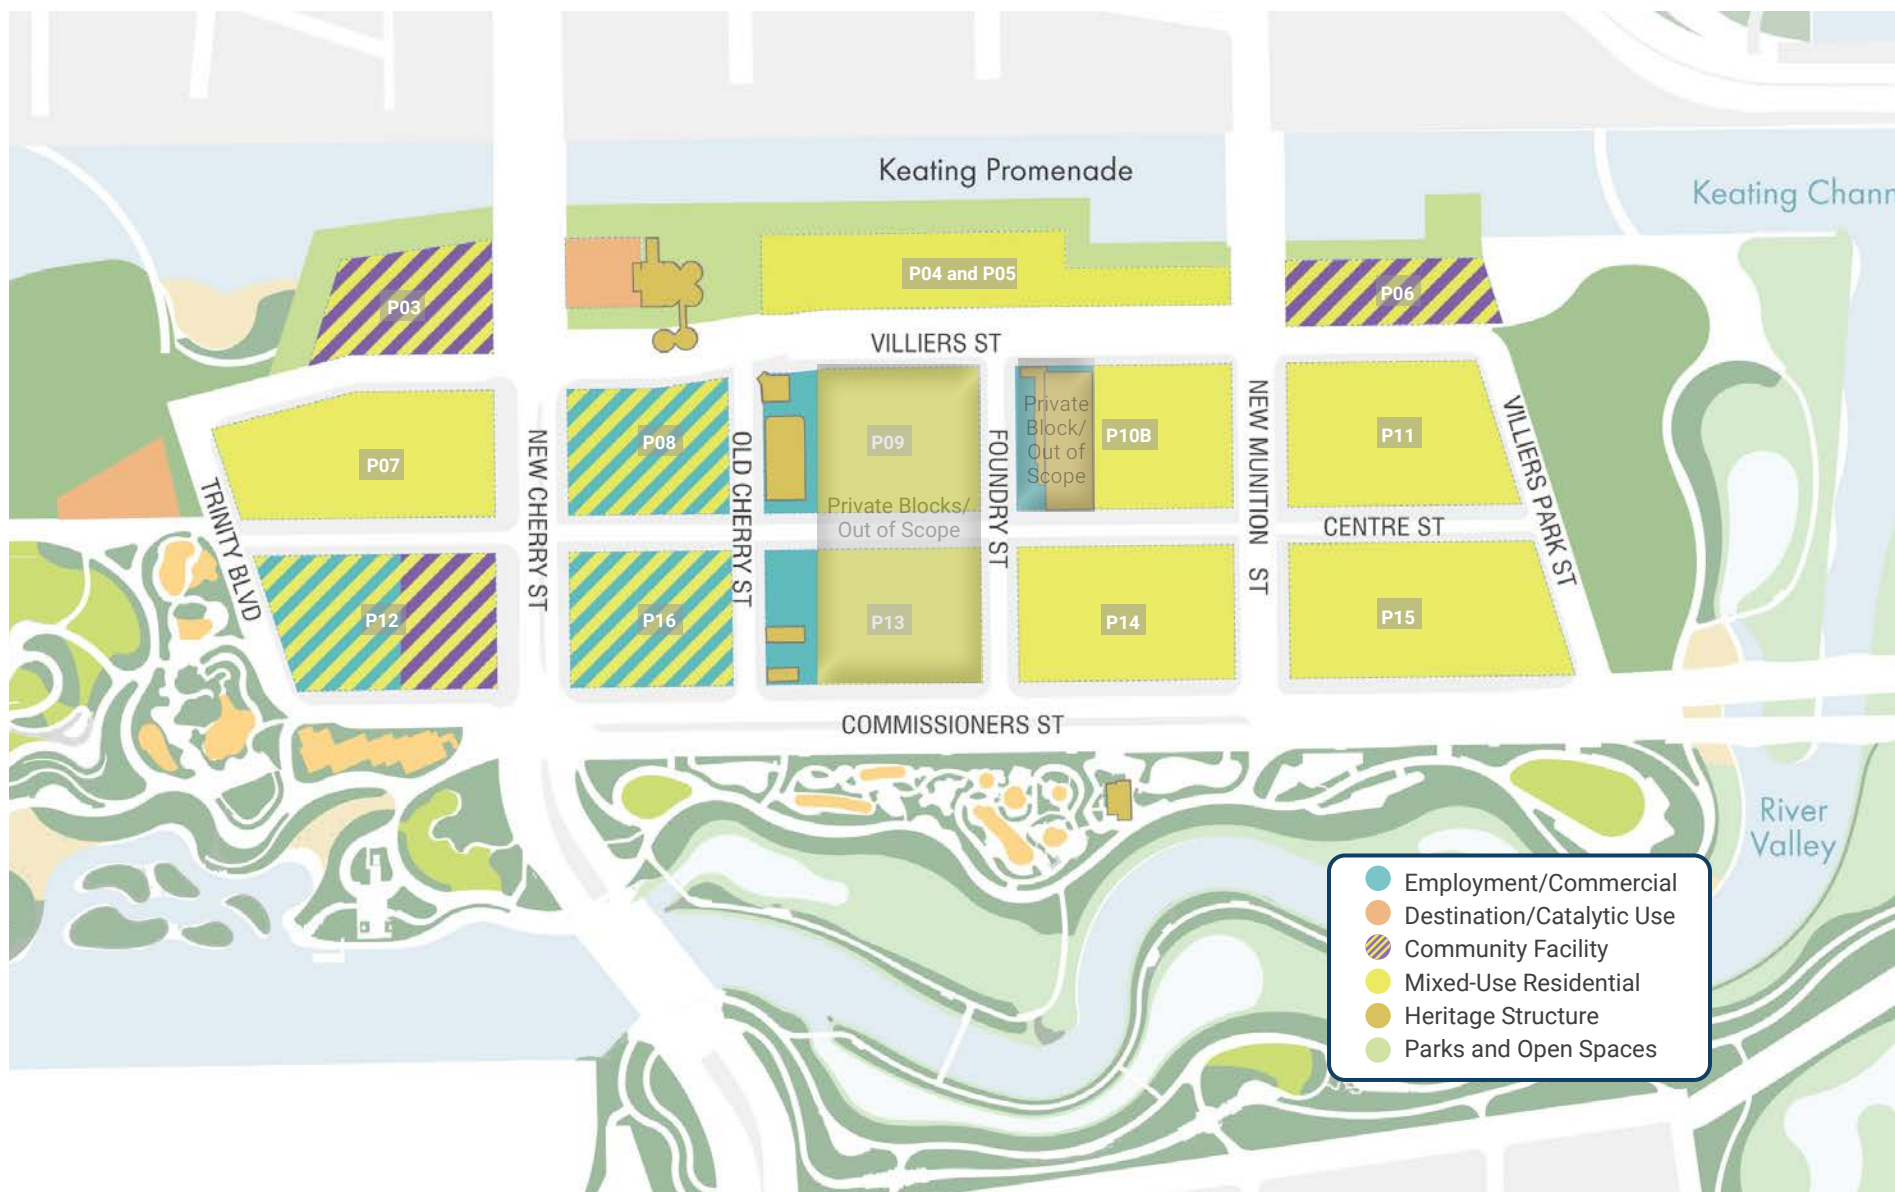 Keating Promenade
Keating Chann
P03
P04 and P05
P06
VILLIERS ST
P07
P08
P09
Private
Block/
Out of
Scope
P10B
P11
NEW CHERRY ST
OLD CHERRY ST
FOUNDRY ST
NEW MUNITION ST
VILLIERS PARK ST
TRINITY BLVD
Private Blocks/
Out of Scope
CENTRE ST
P12
P16
P13
P14
P15
COMMISSIONERS ST
River
Valley
Employment/Commercial
Destination/Catalytic Use
Community Facility
Mixed-Use Residential
Heritage Structure
Parks and Open Spaces